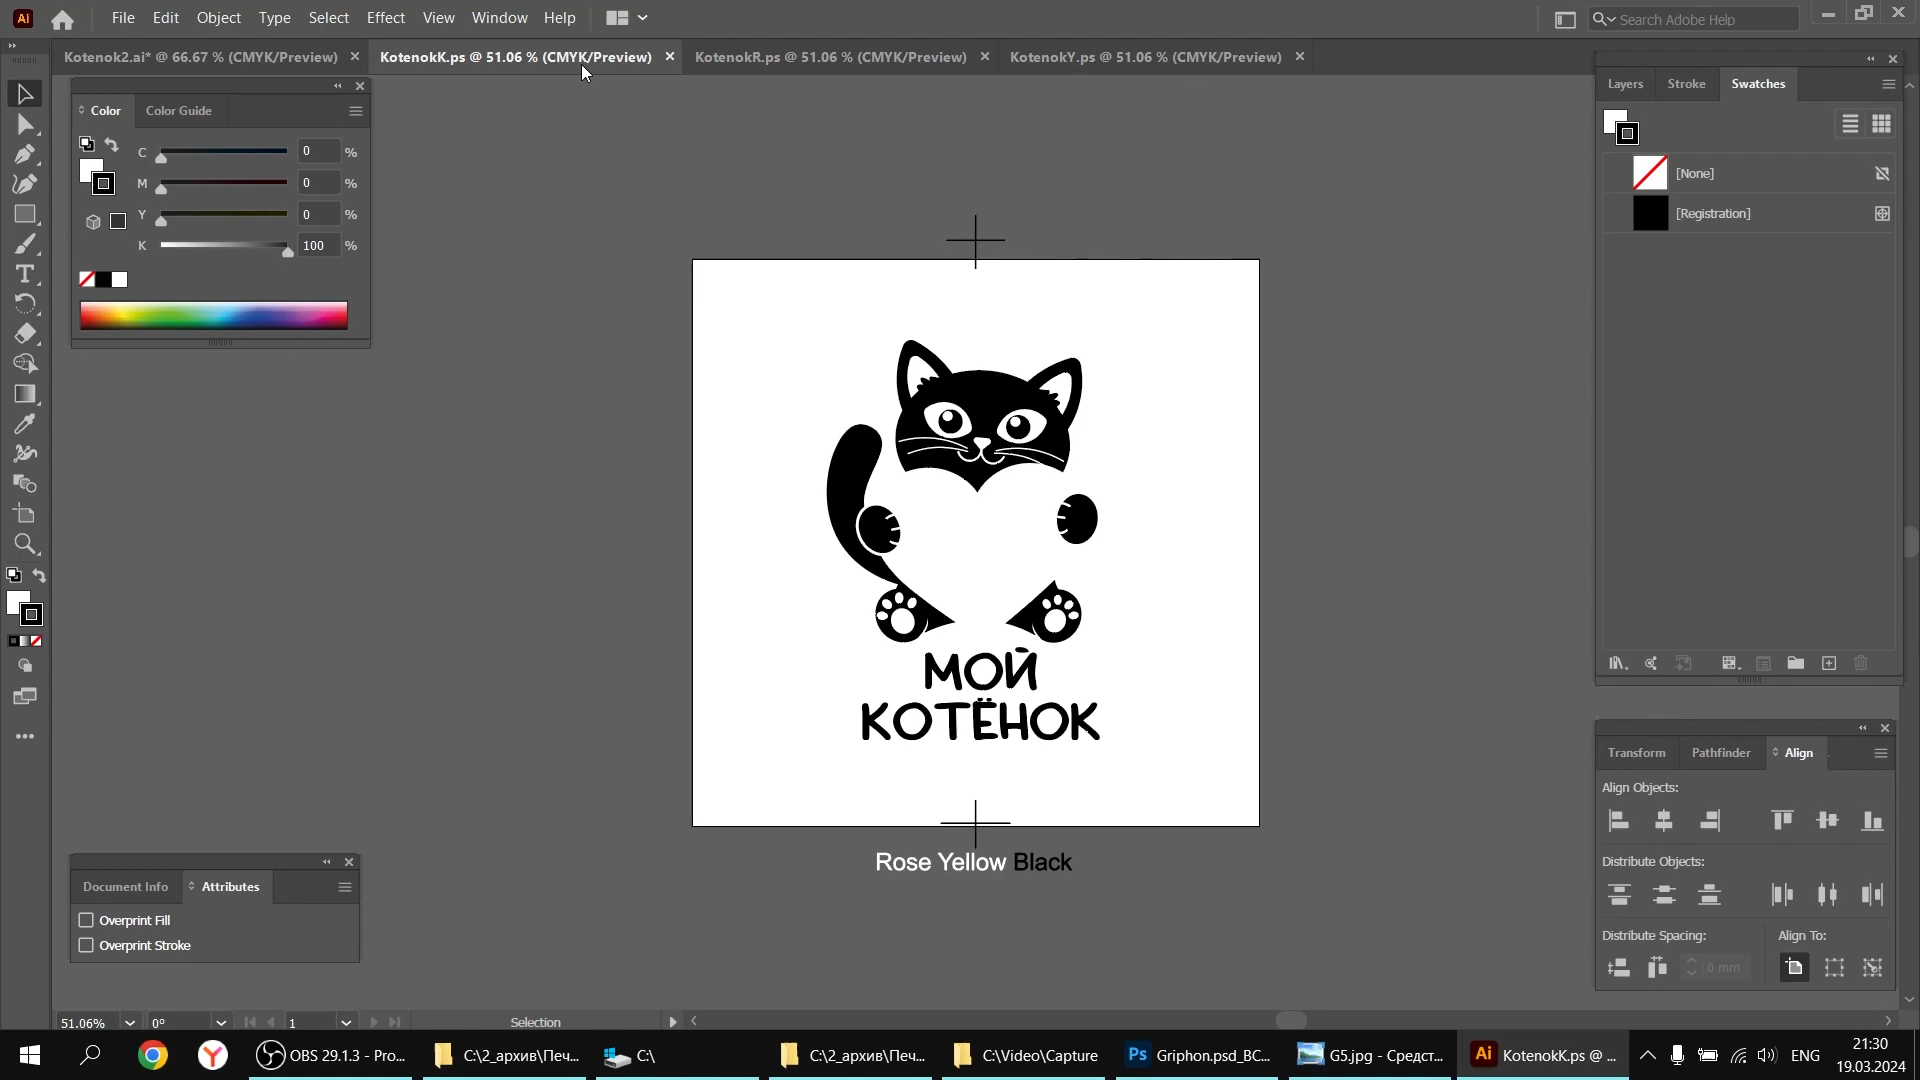 Ai File Edit Object Type Select Effect View Window Help Search Adobe Help
Kotenok2.ai* @ 66.67 % (CMYK/Preview) KotenokK.ps @ 51.06 % (CMYK/Preview) KotenokR.ps @ 51.06 % (CMYK/Preview) KotenokY.ps @ 51.06 % (CMYK/Preview)
Color Color Guide
C 0 %
M 0 %
Y 0 %
K 100 %
Layers Stroke Swatches
[None]
[Registration]
МОЙ
КОТЁНОК
Rose Yellow Black
Transform Pathfinder Align
Align Objects:
Distribute Objects:
Distribute Spacing: Align To:
0 mm
Document Info Attributes
Overprint Fill
Overprint Stroke
51.06% 0° 1 Selection
OBS 29.1.3 - Pro... C:\2_архив\Печ... C:\ C:\2_архив\Печ... C:\Video\Capture Ps Griphon.psd_BC... G5.jpg - Средст... Ai KotenokK.ps @ ... ENG
21:30
19.03.2024